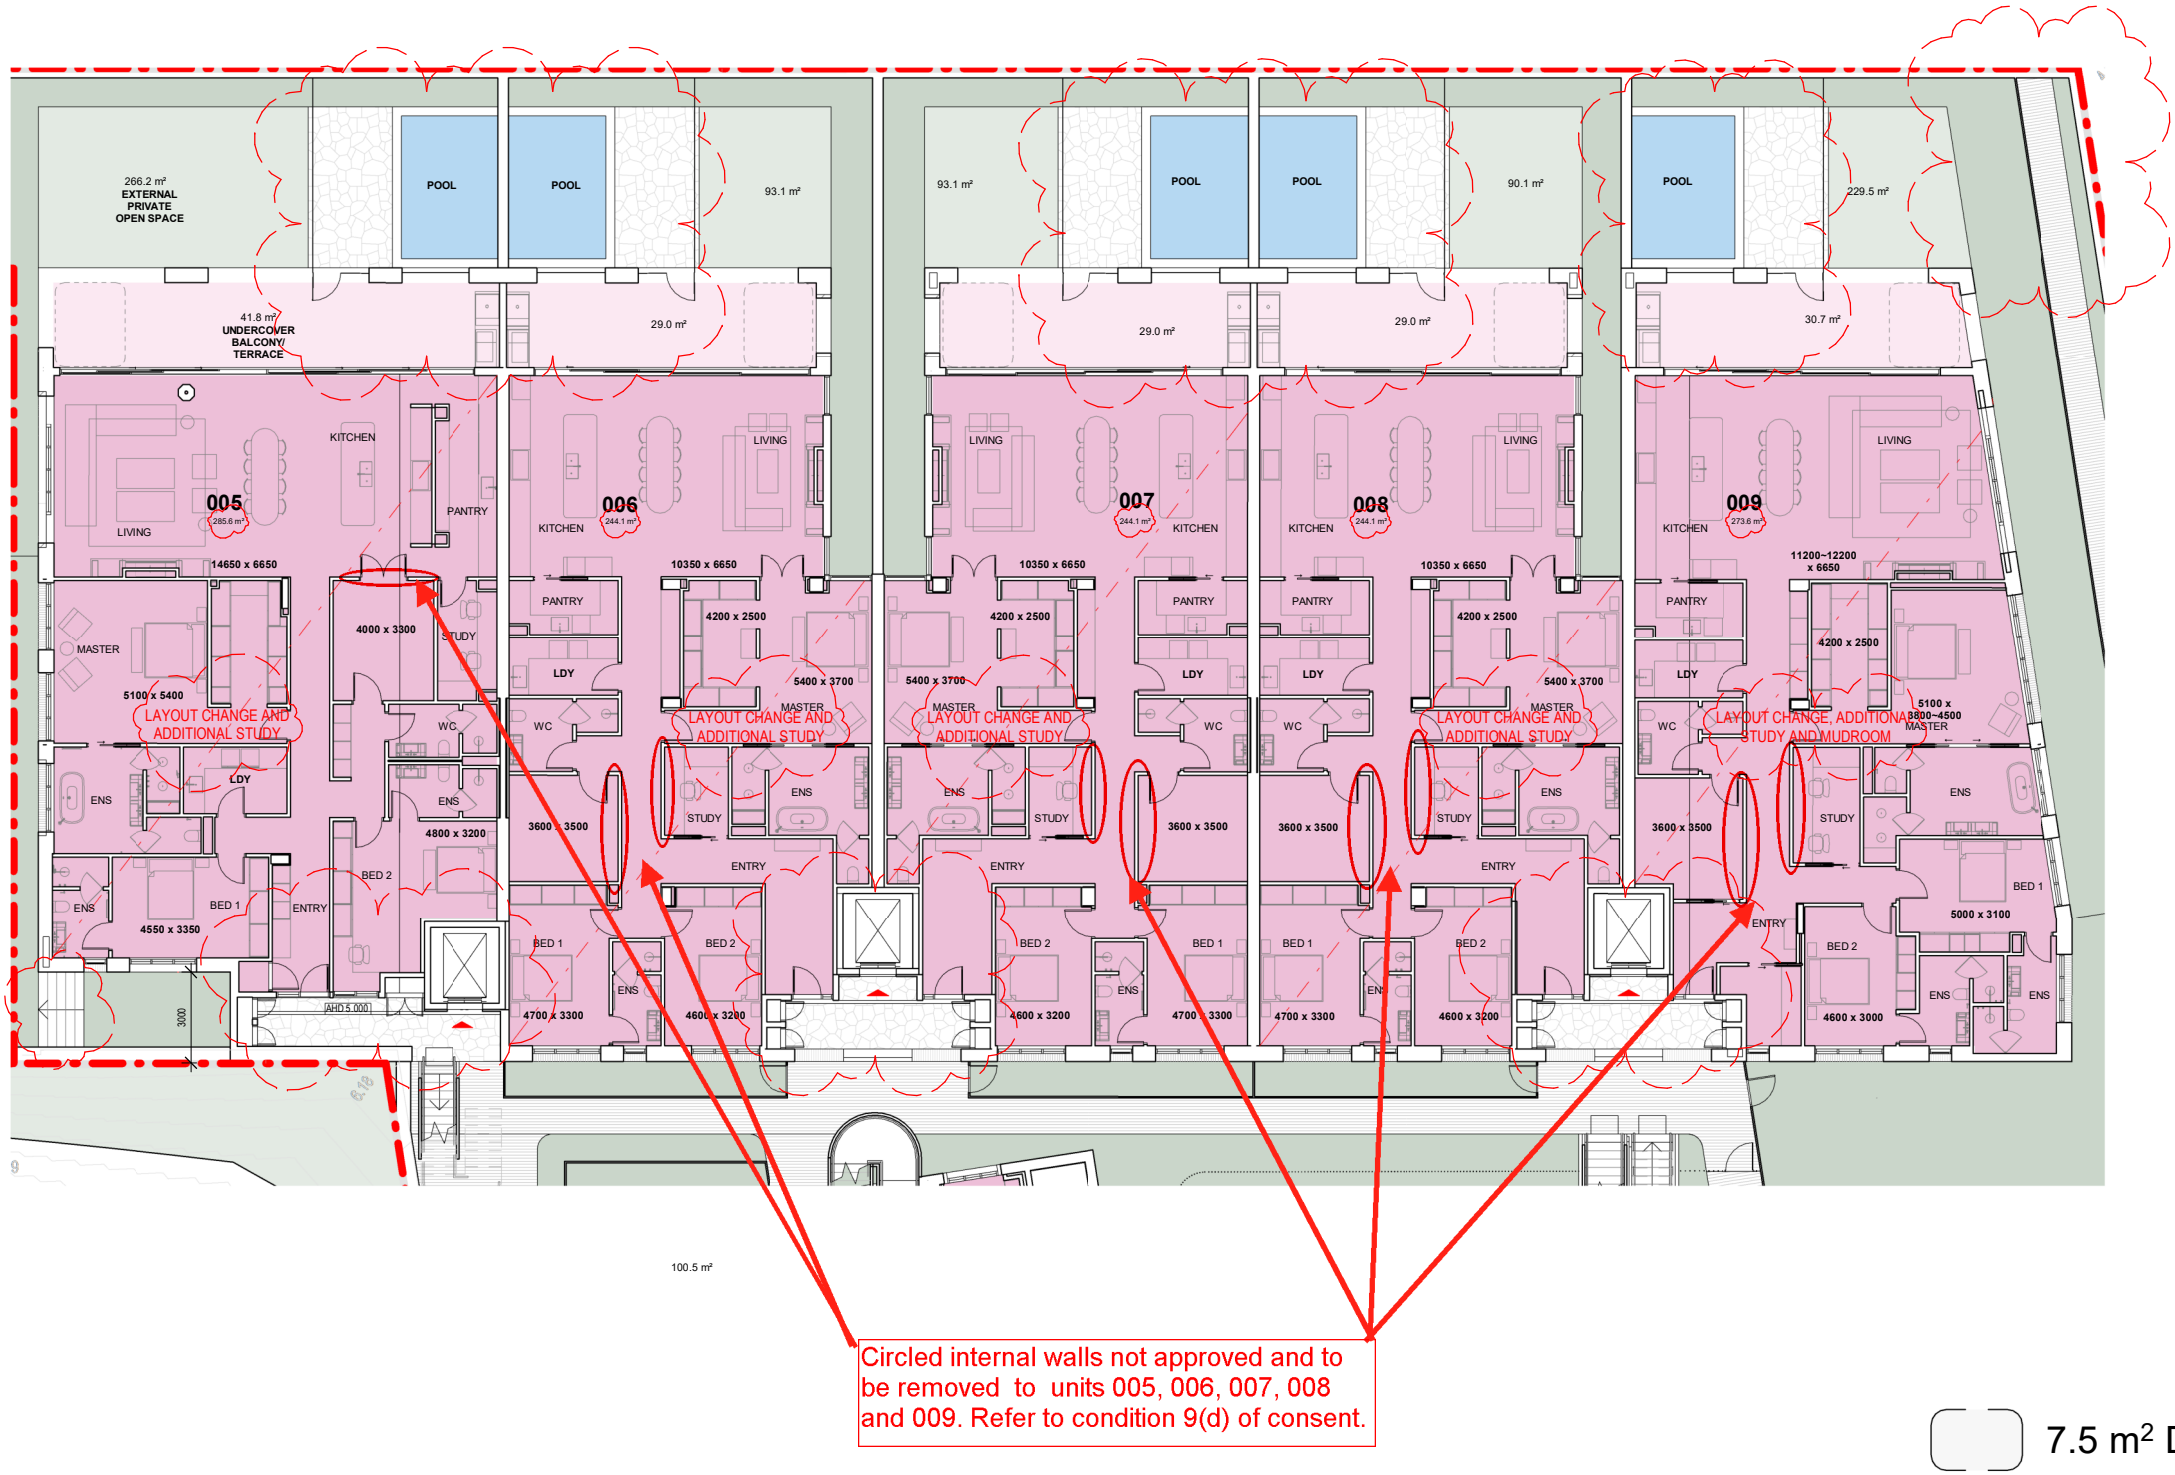 266.2 m²
EXTERNAL
PRIVATE
OPEN SPACE
POOL
POOL
93.1 m²
93.1 m²
POOL
POOL
90.1 m²
POOL
229.5 m²
41.8 m²
UNDERCOVER
BALCONY/
TERRACE
29.0 m²
29.0 m²
29.0 m²
30.7 m²
005
285.6 m²
KITCHEN
PANTRY
LIVING
14650 x 6650
MASTER
5100 x 5400
4000 x 3300
STUDY
LAYOUT CHANGE AND
ADDITIONAL STUDY
WC
LDY
ENS
ENS
4800 x 3200
BED 2
ENS
BED 1
4550 x 3350
ENTRY
3000
AHD 5.000
006
244.1 m²
LIVING
KITCHEN
10350 x 6650
PANTRY
4200 x 2500
LDY
5400 x 3700
MASTER
WC
LAYOUT CHANGE AND
ADDITIONAL STUDY
ENS
STUDY
3600 x 3500
ENTRY
BED 1
BED 2
ENS
4700 x 3300
4600 x 3200
007
244.1 m²
LIVING
KITCHEN
10350 x 6650
4200 x 2500
PANTRY
LDY
5400 x 3700
MASTER
WC
LAYOUT CHANGE AND
ADDITIONAL STUDY
ENS
STUDY
3600 x 3500
ENTRY
BED 2
BED 1
ENS
4600 x 3200
4700 x 3300
008
244.1 m²
LIVING
KITCHEN
10350 x 6650
PANTRY
4200 x 2500
LDY
5400 x 3700
MASTER
WC
LAYOUT CHANGE AND
ADDITIONAL STUDY
ENS
STUDY
3600 x 3500
ENTRY
BED 1
BED 2
ENS
4700 x 3300
4600 x 3200
009
273.6 m²
LIVING
KITCHEN
11200~12200
x 6650
PANTRY
4200 x 2500
LDY
5100 x
3800~4500
MASTER
WC
LAYOUT CHANGE, ADDITIONAL
STUDY AND MUDROOM
ENS
STUDY
3600 x 3500
BED 1
5000 x 3100
ENTRY
BED 2
ENS
ENS
4600 x 3000
6.18
9
100.5 m²
Circled internal walls not approved and to
be removed to units 005, 006, 007, 008
and 009. Refer to condition 9(d) of consent.
7.5 m² D